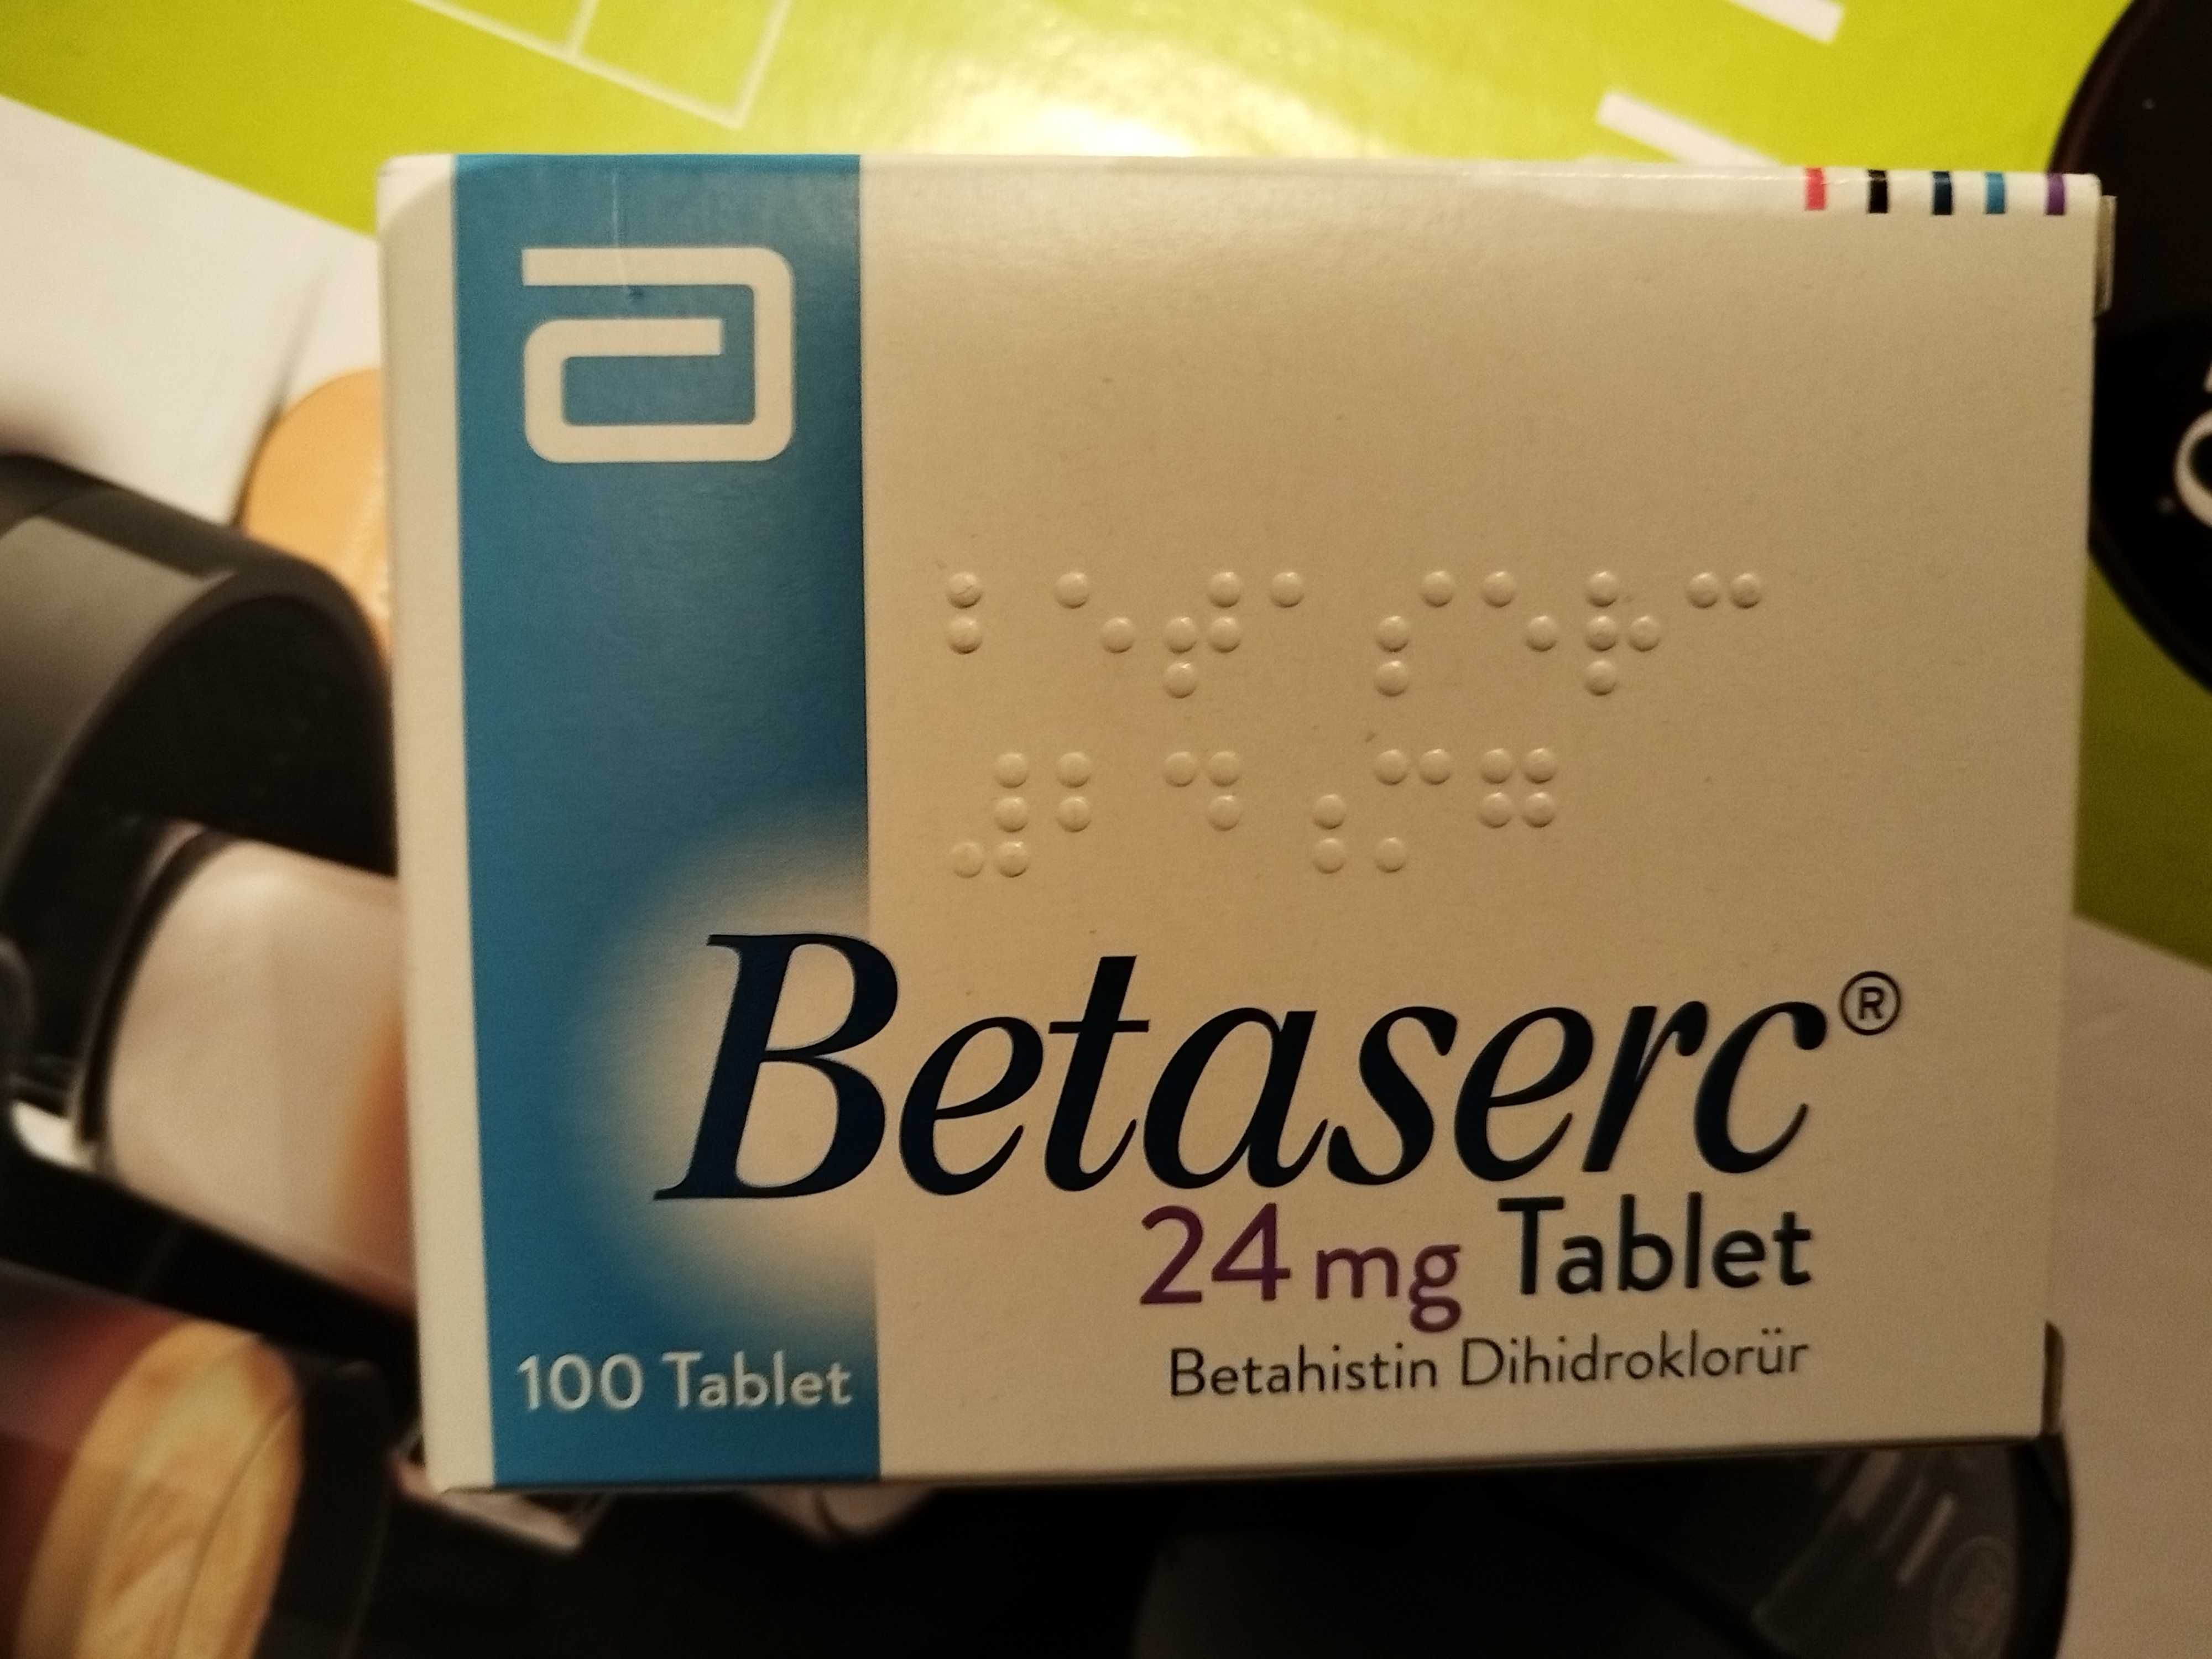 ⠃⠑⠞⠁⠎⠑⠗⠉
⠼⠃⠙ ⠍⠛
Betaserc®
24 mg Tablet
Betahistin Dihidroklorür
100 Tablet